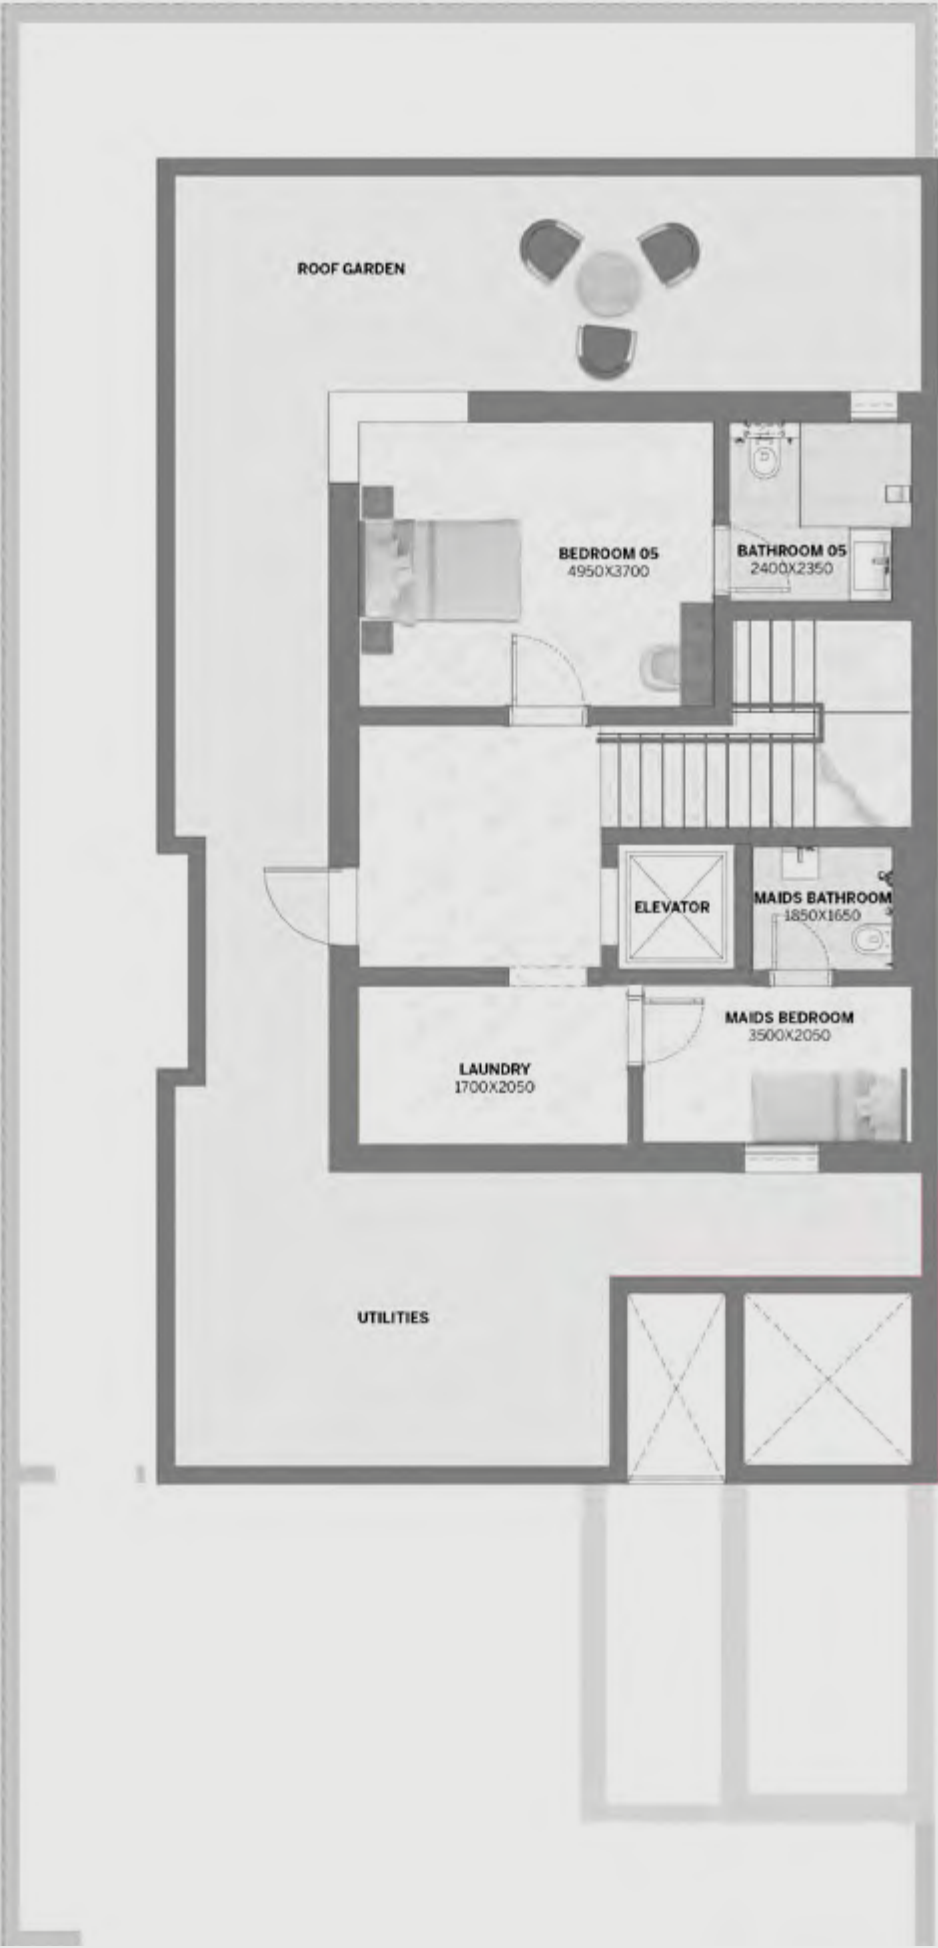 ROOF GARDEN
BEDROOM 05
4950X3700
BATHROOM 05
2400X2350
ELEVATOR
MAIDS BATHROOM
1850X1650
MAIDS BEDROOM
3500X2050
LAUNDRY
1700X2050
UTILITIES